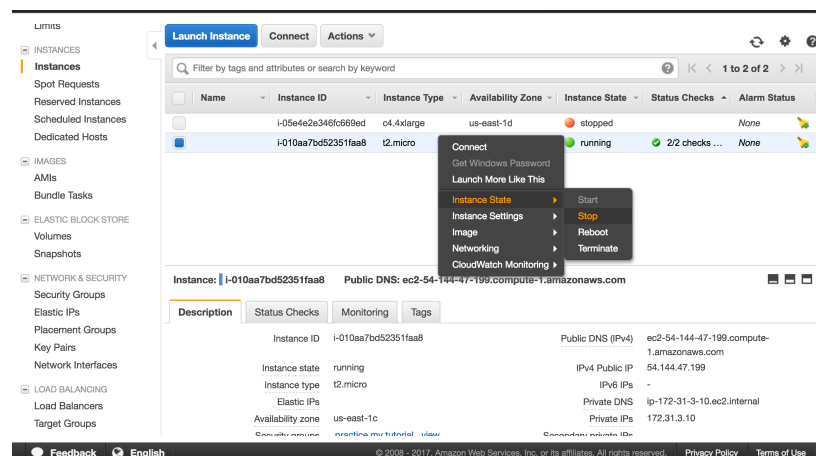 Limits
INSTANCES
Instances
Spot Requests
Reserved Instances
Scheduled Instances
Dedicated Hosts
IMAGES
AMIs
Bundle Tasks
ELASTIC BLOCK STORE
Volumes
Snapshots
NETWORK & SECURITY
Security Groups
Elastic IPs
Placement Groups
Key Pairs
Network Interfaces
LOAD BALANCING
Load Balancers
Target Groups
Launch Instance Connect Actions
Filter by tags and attributes or search by keyword 1 to 2 of 2
Name Instance ID Instance Type Availability Zone Instance State Status Checks Alarm Status
i-05e4e2e346fc669ed c4.4xlarge us-east-1d stopped None
i-010aa7bd52351faa8 t2.micro running 2/2 checks ... None
Connect
Get Windows Password
Launch More Like This
Instance State
Instance Settings
Image
Networking
CloudWatch Monitoring
Start
Stop
Reboot
Terminate
Instance: i-010aa7bd52351faa8 Public DNS: ec2-54-144-47-199.compute-1.amazonaws.com
Description Status Checks Monitoring Tags
Instance ID i-010aa7bd52351faa8 Public DNS (IPv4) ec2-54-144-47-199.compute-
1.amazonaws.com
Instance state running IPv4 Public IP 54.144.47.199
Instance type t2.micro IPv6 IPs -
Elastic IPs Private DNS ip-172-31-3-10.ec2.internal
Availability zone us-east-1c Private IPs 172.31.3.10
Security groups practice my tutorial view Secondary private IPs
Feedback English © 2008 - 2017, Amazon Web Services, Inc. or its affiliates. All rights reserved. Privacy Policy Terms of Use